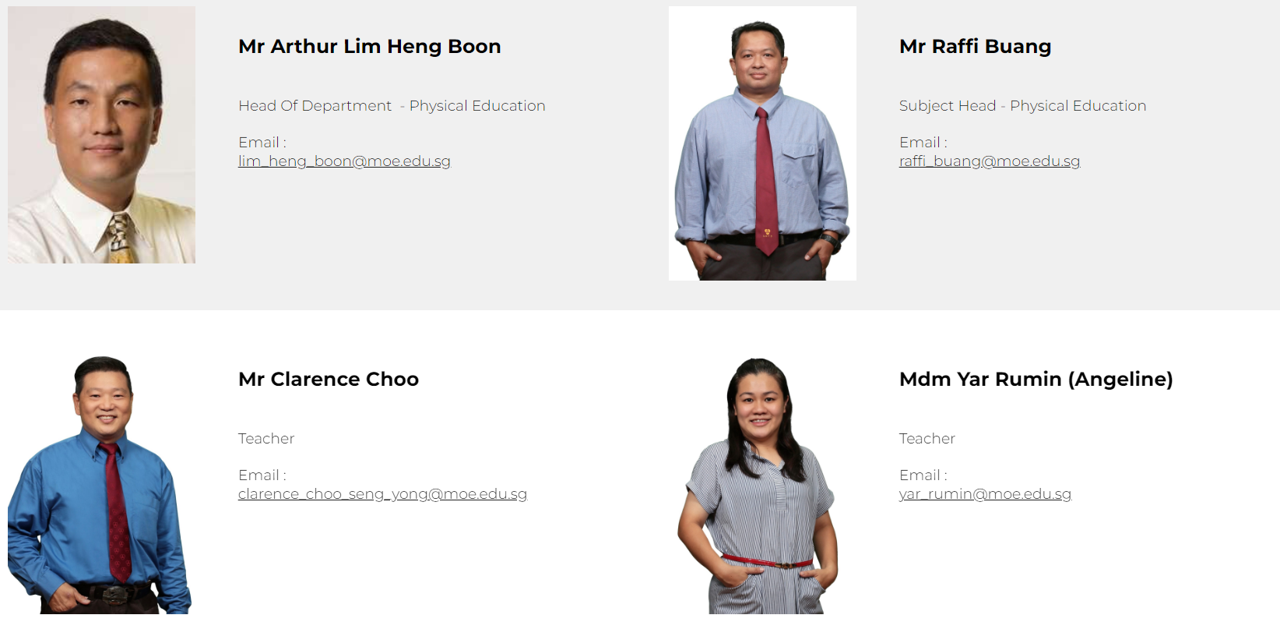 Mr Arthur Lim Heng Boon
Head Of Department  - Physical Education
Email :
lim_heng_boon@moe.edu.sg
Mr Raffi Buang
Subject Head - Physical Education
Email :
raffi_buang@moe.edu.sg
Mr Clarence Choo
Teacher
Email :
clarence_choo_seng_yong@moe.edu.sg
Mdm Yar Rumin (Angeline)
Teacher
Email :
yar_rumin@moe.edu.sg